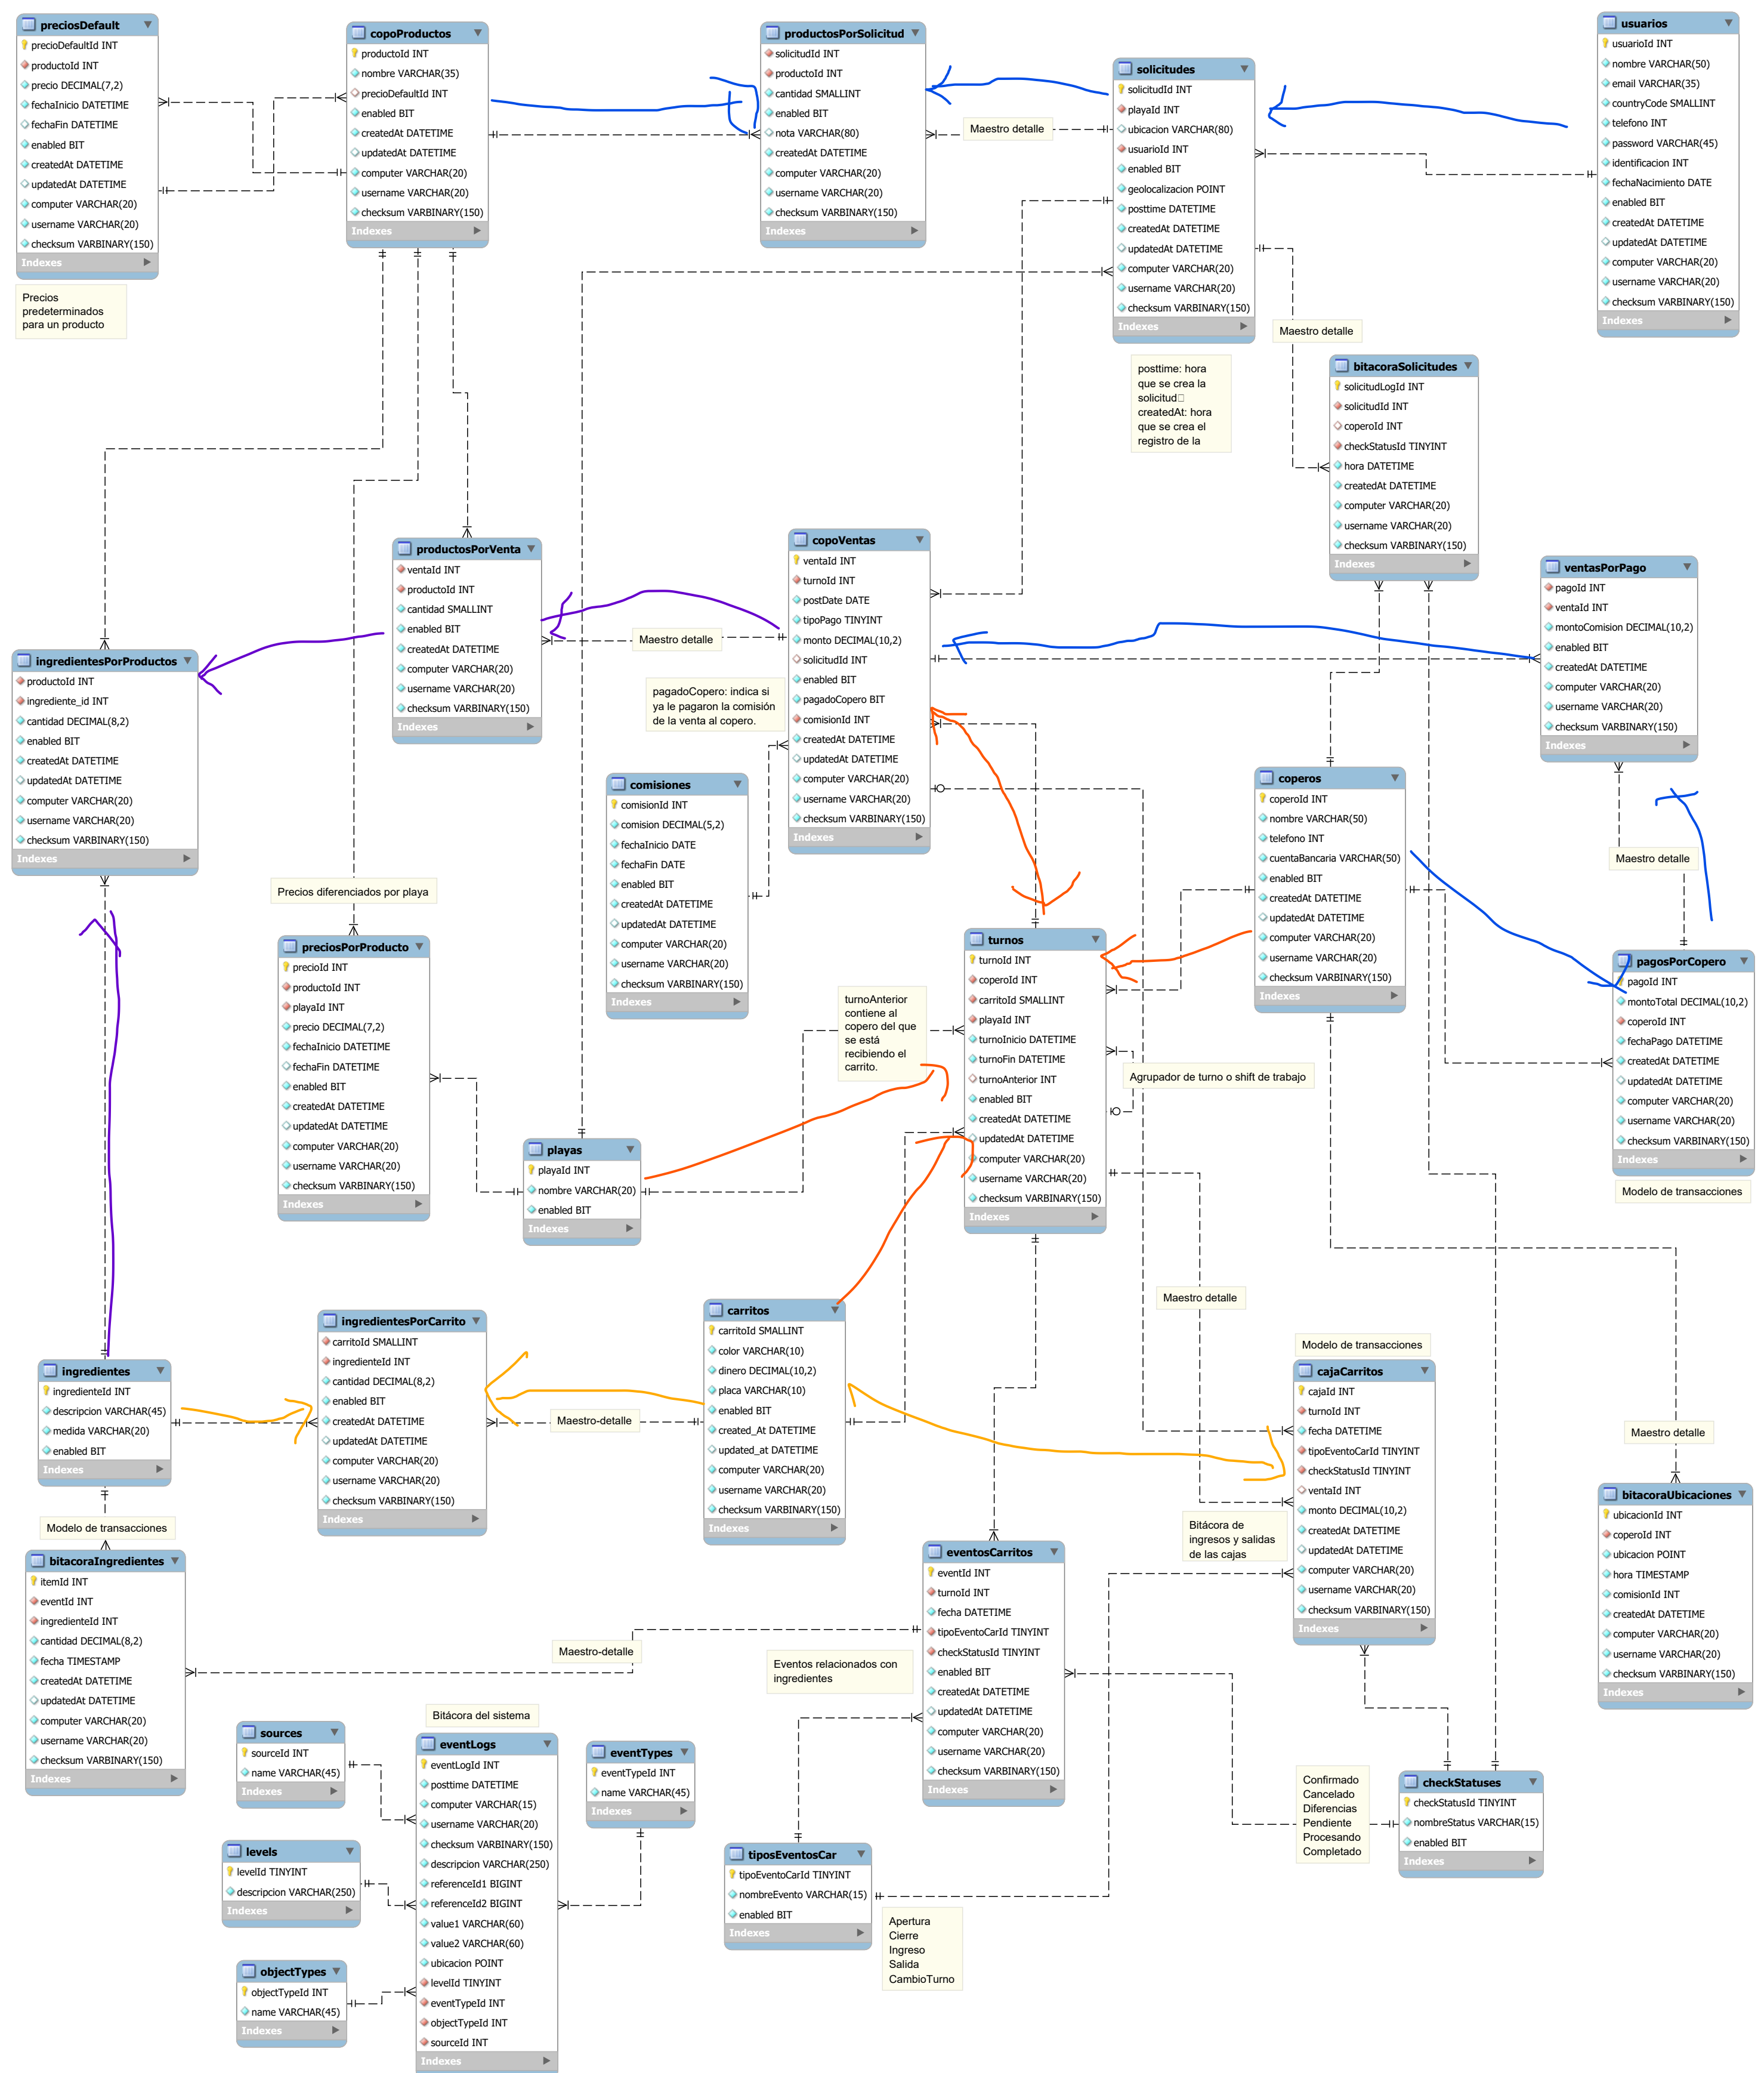 preciosDefault
precioDefaultId INT
productoId INT
precio DECIMAL(7,2)
fechaInicio DATETIME
fechaFin DATETIME
enabled BIT
createdAt DATETIME
updatedAt DATETIME
computer VARCHAR(20)
username VARCHAR(20)
checksum VARBINARY(150)
Indexes
Precios
predeterminados
para un producto
copoProductos
productoId INT
nombre VARCHAR(35)
precioDefaultId INT
enabled BIT
createdAt DATETIME
updatedAt DATETIME
computer VARCHAR(20)
username VARCHAR(20)
checksum VARBINARY(150)
Indexes
productosPorSolicitud
solicitudId INT
productoId INT
cantidad SMALLINT
enabled BIT
nota VARCHAR(80)
createdAt DATETIME
computer VARCHAR(20)
username VARCHAR(20)
checksum VARBINARY(150)
Indexes
Maestro detalle
solicitudes
solicitudId INT
playaId INT
ubicacion VARCHAR(80)
usuarioId INT
enabled BIT
geolocalizacion POINT
posttime DATETIME
createdAt DATETIME
updatedAt DATETIME
computer VARCHAR(20)
username VARCHAR(20)
checksum VARBINARY(150)
Indexes
posttime: hora
que se crea la
solicitud
createdAt: hora
que se crea el
registro de la
usuarios
usuarioId INT
nombre VARCHAR(50)
email VARCHAR(35)
countryCode SMALLINT
telefono INT
password VARCHAR(45)
identificacion INT
fechaNacimiento DATE
enabled BIT
createdAt DATETIME
updatedAt DATETIME
computer VARCHAR(20)
username VARCHAR(20)
checksum VARBINARY(150)
Indexes
Maestro detalle
bitacoraSolicitudes
solicitudLogId INT
solicitudId INT
coperoId INT
checkStatusId TINYINT
hora DATETIME
createdAt DATETIME
computer VARCHAR(20)
username VARCHAR(20)
checksum VARBINARY(150)
Indexes
productosPorVenta
ventaId INT
productoId INT
cantidad SMALLINT
enabled BIT
createdAt DATETIME
computer VARCHAR(20)
username VARCHAR(20)
checksum VARBINARY(150)
Indexes
Maestro detalle
pagadoCopero: indica si
ya le pagaron la comisión
de la venta al copero.
copoVentas
ventaId INT
turnoId INT
postDate DATE
tipoPago TINYINT
monto DECIMAL(10,2)
solicitudId INT
enabled BIT
pagadoCopero BIT
comisionId INT
createdAt DATETIME
updatedAt DATETIME
computer VARCHAR(20)
username VARCHAR(20)
checksum VARBINARY(150)
Indexes
ventasPorPago
pagoId INT
ventaId INT
montoComision DECIMAL(10,2)
enabled BIT
createdAt DATETIME
computer VARCHAR(20)
username VARCHAR(20)
checksum VARBINARY(150)
Indexes
Maestro detalle
ingredientesPorProductos
productoId INT
ingrediente_id INT
cantidad DECIMAL(8,2)
enabled BIT
createdAt DATETIME
updatedAt DATETIME
computer VARCHAR(20)
username VARCHAR(20)
checksum VARBINARY(150)
Indexes
comisiones
comisionId INT
comision DECIMAL(5,2)
fechaInicio DATE
fechaFin DATE
enabled BIT
createdAt DATETIME
updatedAt DATETIME
computer VARCHAR(20)
username VARCHAR(20)
checksum VARBINARY(150)
Indexes
coperos
coperoId INT
nombre VARCHAR(50)
telefono INT
cuentaBancaria VARCHAR(50)
enabled BIT
createdAt DATETIME
updatedAt DATETIME
computer VARCHAR(20)
username VARCHAR(20)
checksum VARBINARY(150)
Indexes
Precios diferenciados por playa
preciosPorProducto
precioId INT
productoId INT
playaId INT
precio DECIMAL(7,2)
fechaInicio DATETIME
fechaFin DATETIME
enabled BIT
createdAt DATETIME
updatedAt DATETIME
computer VARCHAR(20)
username VARCHAR(20)
checksum VARBINARY(150)
Indexes
turnoAnterior
contiene al
copero del que
se está
recibiendo el
carrito.
turnos
turnoId INT
coperoId INT
carritoId SMALLINT
playaId INT
turnoInicio DATETIME
turnoFin DATETIME
turnoAnterior INT
enabled BIT
createdAt DATETIME
updatedAt DATETIME
computer VARCHAR(20)
username VARCHAR(20)
checksum VARBINARY(150)
Indexes
Agrupador de turno o shift de trabajo
pagosPorCopero
pagoId INT
montoTotal DECIMAL(10,2)
coperoId INT
fechaPago DATETIME
createdAt DATETIME
updatedAt DATETIME
computer VARCHAR(20)
username VARCHAR(20)
checksum VARBINARY(150)
Indexes
Modelo de transacciones
playas
playaId INT
nombre VARCHAR(20)
enabled BIT
Indexes
Maestro detalle
ingredientes
ingredienteId INT
descripcion VARCHAR(45)
medida VARCHAR(20)
enabled BIT
Indexes
Modelo de transacciones
ingredientesPorCarrito
carritoId SMALLINT
ingredienteId INT
cantidad DECIMAL(8,2)
enabled BIT
createdAt DATETIME
updatedAt DATETIME
computer VARCHAR(20)
username VARCHAR(20)
checksum VARBINARY(150)
Indexes
Maestro-detalle
carritos
carritoId SMALLINT
color VARCHAR(10)
dinero DECIMAL(10,2)
placa VARCHAR(10)
enabled BIT
created_At DATETIME
updated_at DATETIME
computer VARCHAR(20)
username VARCHAR(20)
checksum VARBINARY(150)
Indexes
Modelo de transacciones
cajaCarritos
cajaId INT
turnoId INT
fecha DATETIME
tipoEventoCarId TINYINT
checkStatusId TINYINT
ventaId INT
monto DECIMAL(10,2)
createdAt DATETIME
updatedAt DATETIME
computer VARCHAR(20)
username VARCHAR(20)
checksum VARBINARY(150)
Indexes
Bitácora de
ingresos y salidas
de las cajas
Maestro detalle
bitacoraUbicaciones
ubicacionId INT
coperoId INT
ubicacion POINT
hora TIMESTAMP
comisionId INT
createdAt DATETIME
computer VARCHAR(20)
username VARCHAR(20)
checksum VARBINARY(150)
Indexes
bitacoraIngredientes
itemId INT
eventId INT
ingredienteId INT
cantidad DECIMAL(8,2)
fecha TIMESTAMP
createdAt DATETIME
updatedAt DATETIME
computer VARCHAR(20)
username VARCHAR(20)
checksum VARBINARY(150)
Indexes
Maestro-detalle
Eventos relacionados con
ingredientes
eventosCarritos
eventId INT
turnoId INT
fecha DATETIME
tipoEventoCarId TINYINT
checkStatusId TINYINT
enabled BIT
createdAt DATETIME
updatedAt DATETIME
computer VARCHAR(20)
username VARCHAR(20)
checksum VARBINARY(150)
Indexes
Bitácora del sistema
sources
sourceId INT
name VARCHAR(45)
Indexes
levels
levelId TINYINT
descripcion VARCHAR(250)
Indexes
objectTypes
objectTypeId INT
name VARCHAR(45)
Indexes
eventLogs
eventLogId INT
posttime DATETIME
computer VARCHAR(15)
username VARCHAR(20)
checksum VARBINARY(150)
descripcion VARCHAR(250)
referenceId1 BIGINT
referenceId2 BIGINT
value1 VARCHAR(60)
value2 VARCHAR(60)
ubicacion POINT
levelId TINYINT
eventTypeId INT
objectTypeId INT
sourceId INT
Indexes
eventTypes
eventTypeId INT
name VARCHAR(45)
Indexes
tiposEventosCar
tipoEventoCarId TINYINT
nombreEvento VARCHAR(15)
enabled BIT
Indexes
Apertura
Cierre
Ingreso
Salida
CambioTurno
Confirmado
Cancelado
Diferencias
Pendiente
Procesando
Completado
checkStatuses
checkStatusId TINYINT
nombreStatus VARCHAR(15)
enabled BIT
Indexes